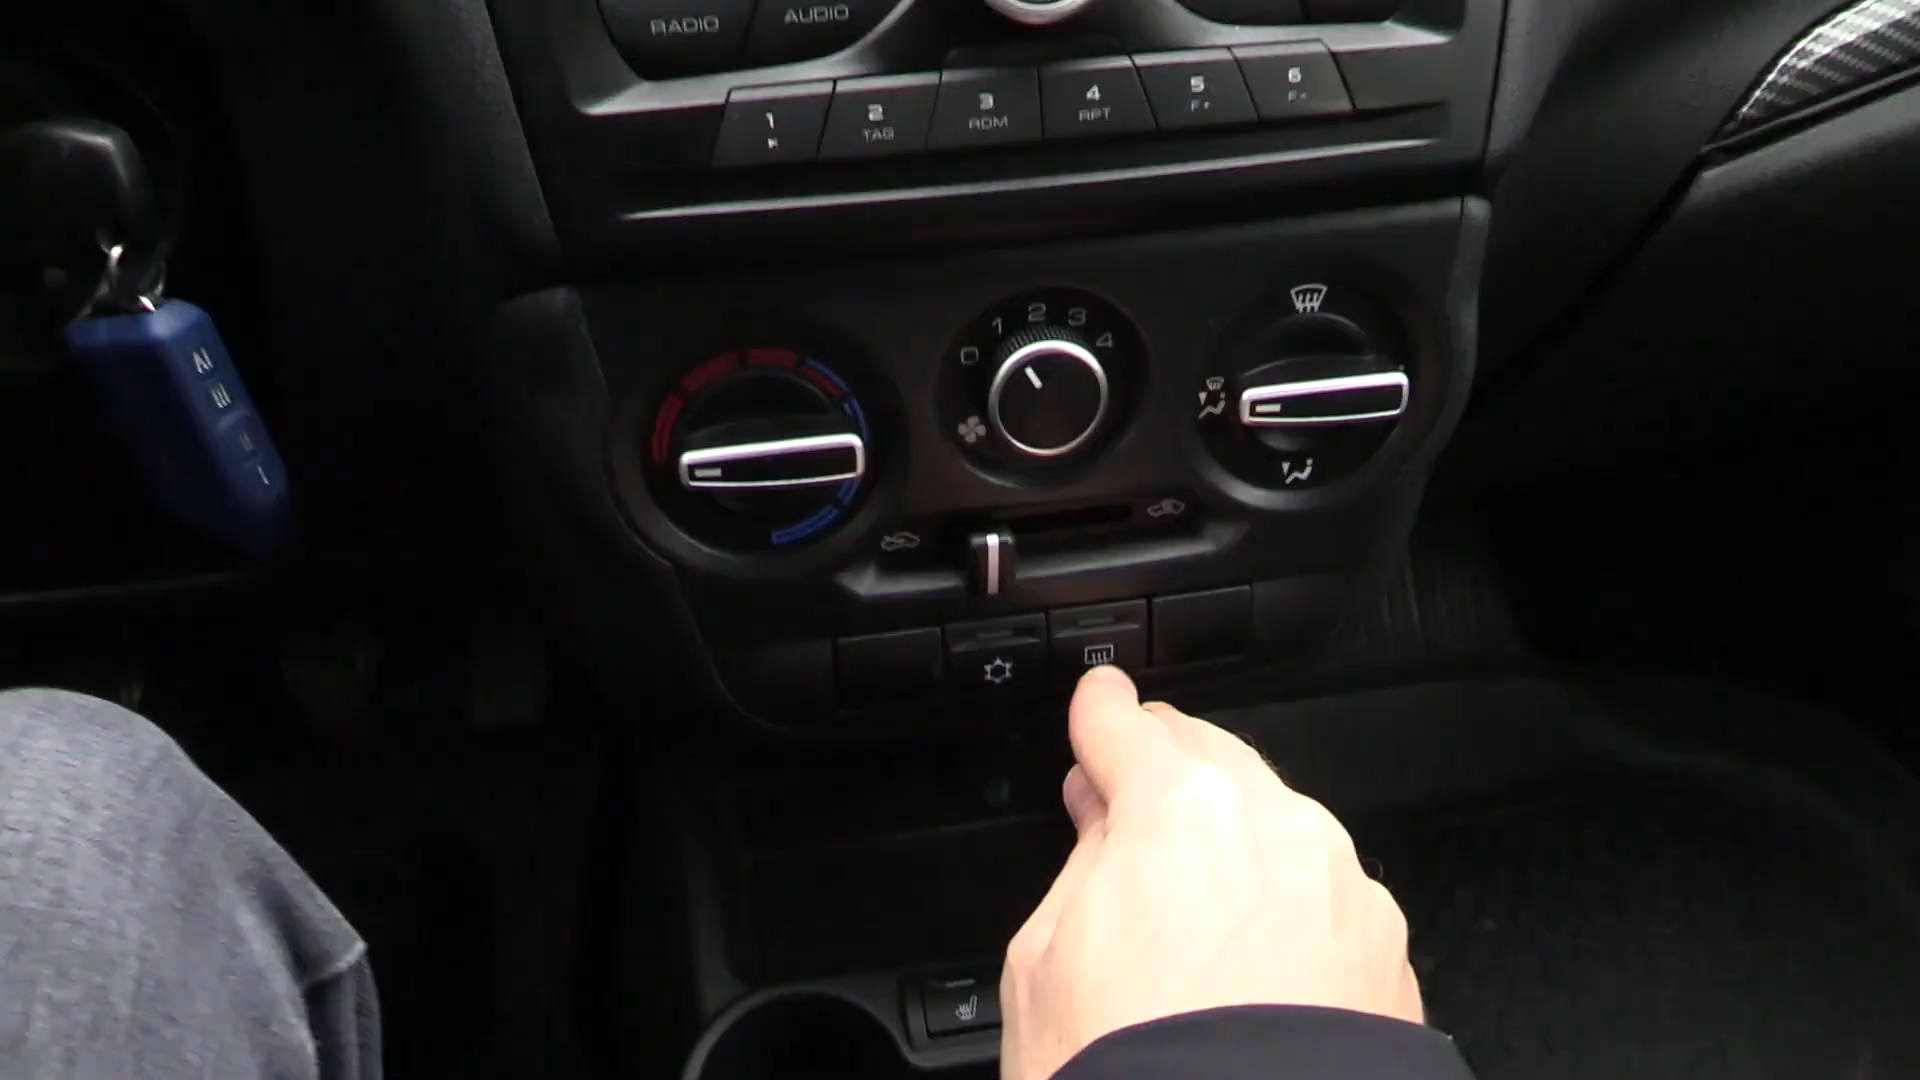 RADIO AUDIO
1 2 3 4 5 6
TAG RDM RPT
0 1 2 3 4